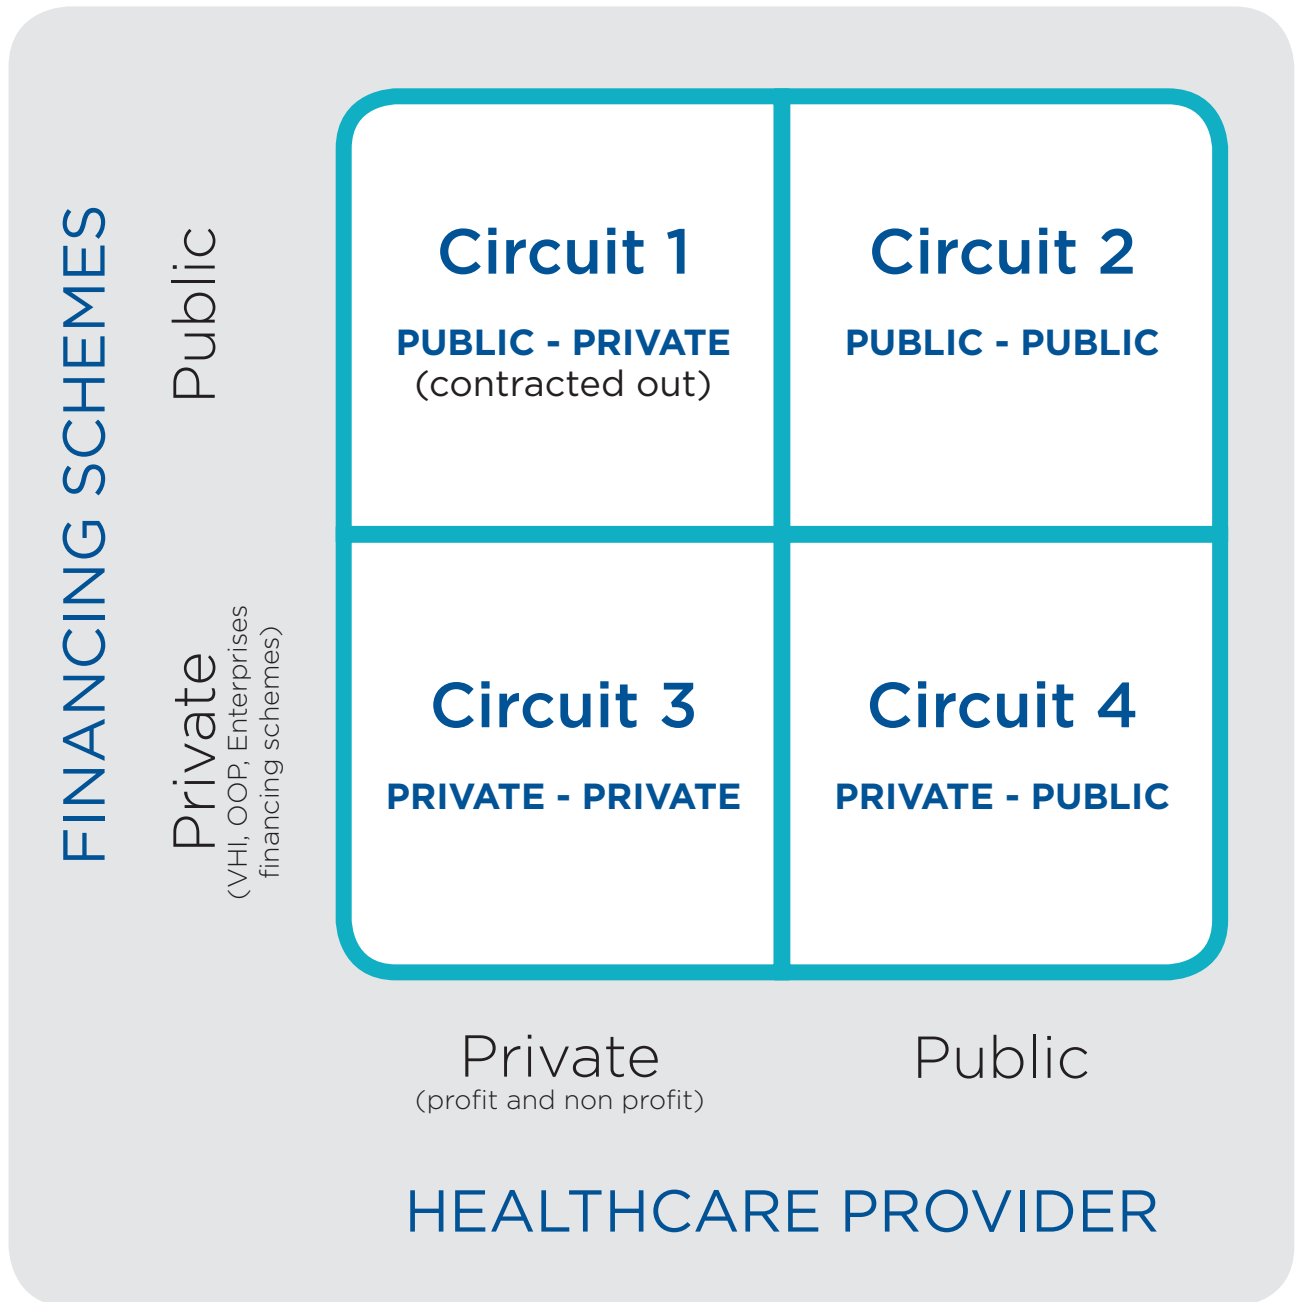 FINANCING SCHEMES
Public
Private
(VHI, OOP, Enterprises
financing schemes)
Circuit 1
PUBLIC - PRIVATE
(contracted out)
Circuit 2
PUBLIC - PUBLIC
Circuit 3
PRIVATE - PRIVATE
Circuit 4
PRIVATE - PUBLIC
Private
(profit and non profit)
Public
HEALTHCARE PROVIDER